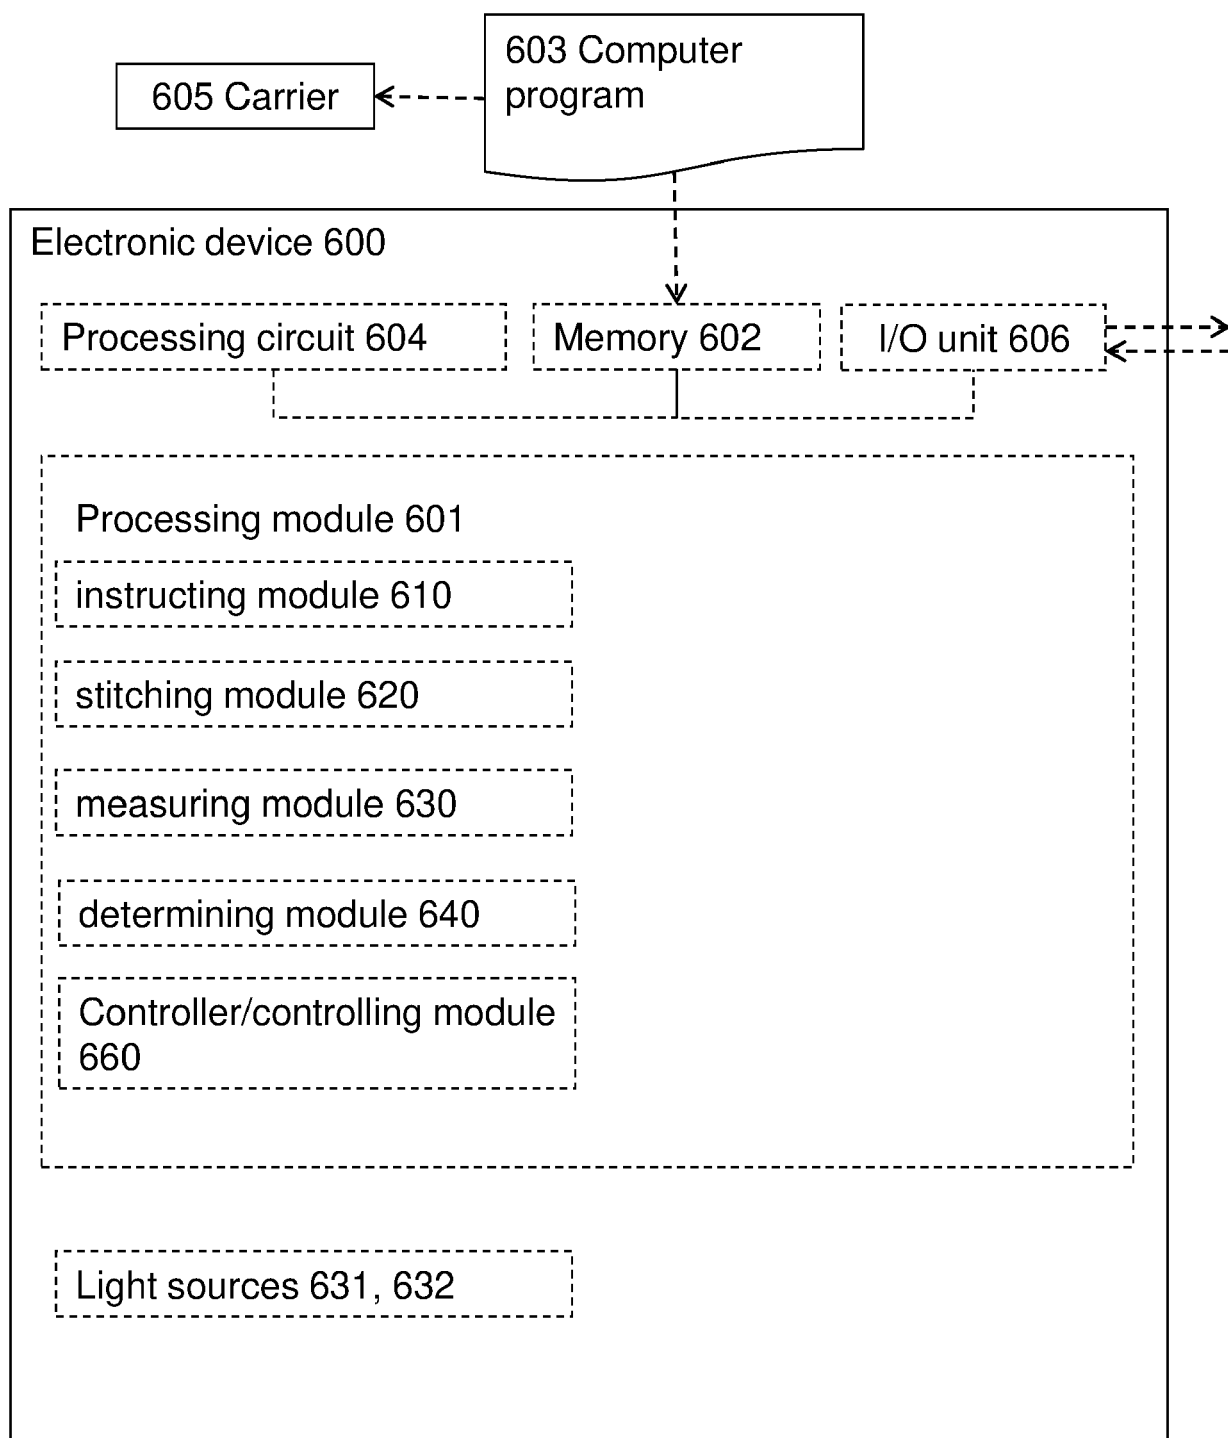 603 Computer
program
605 Carrier
Electronic device 600
Processing circuit 604
Memory 602
I/O unit 606
Processing module 601
instructing module 610
stitching module 620
measuring module 630
determining module 640
Controller/controlling module
660
Light sources 631, 632